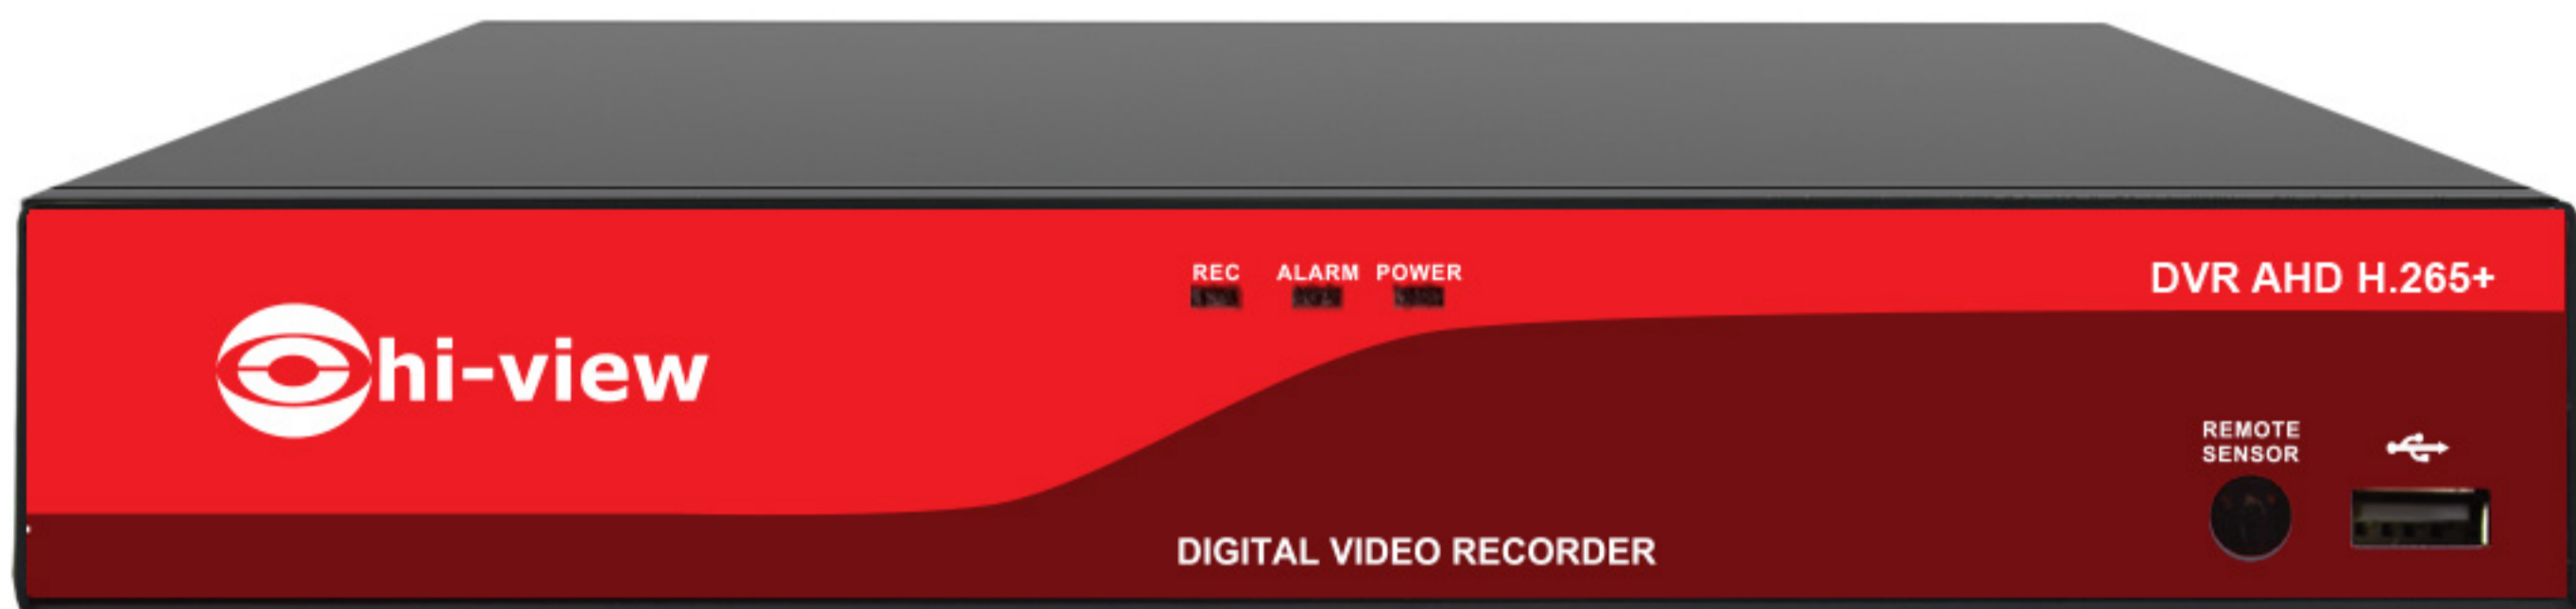 REC ALARM POWER
DVR AHD H.265+
hi-view
REMOTE
SENSOR
DIGITAL VIDEO RECORDER